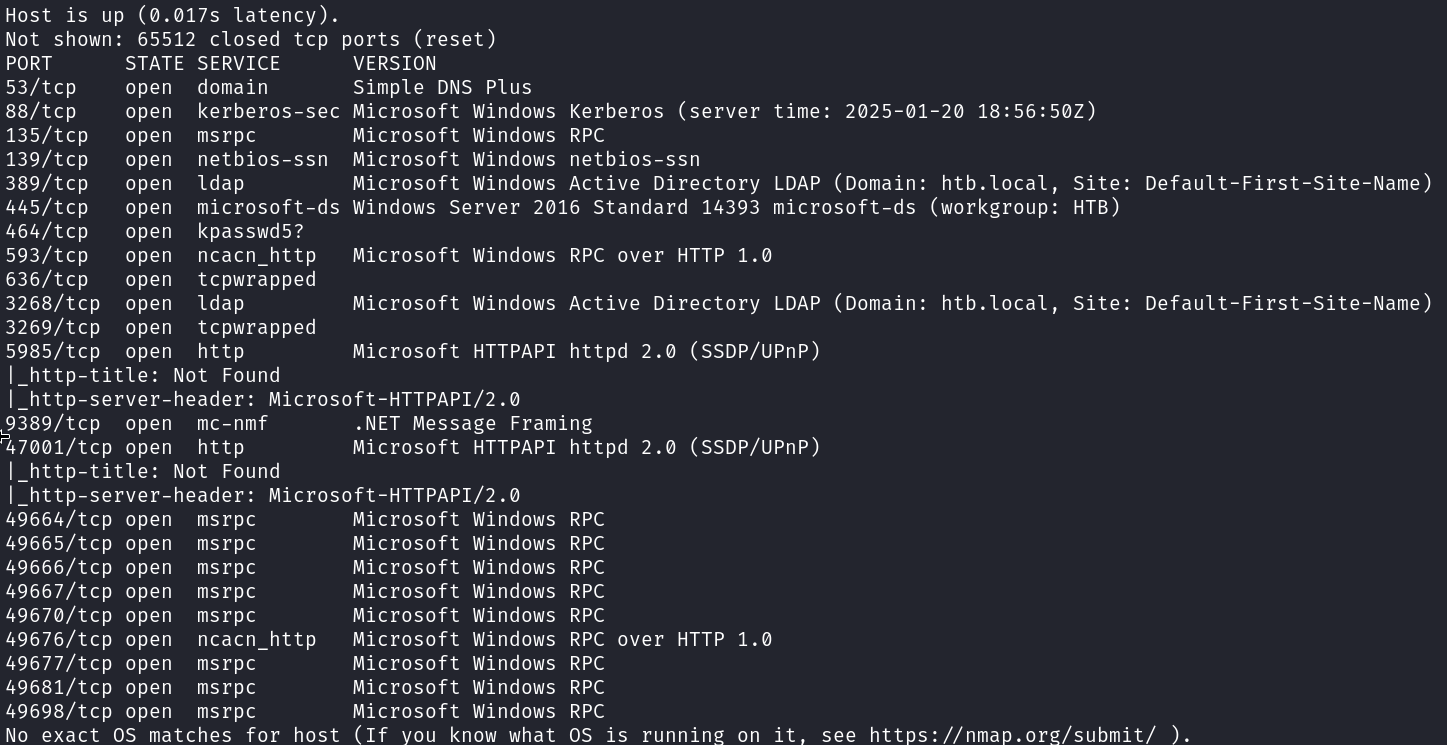 Host is up (0.017s latency).
Not shown: 65512 closed tcp ports (reset)
PORT      STATE SERVICE      VERSION
53/tcp    open  domain       Simple DNS Plus
88/tcp    open  kerberos-sec Microsoft Windows Kerberos (server time: 2025-01-20 18:56:50Z)
135/tcp   open  msrpc        Microsoft Windows RPC
139/tcp   open  netbios-ssn  Microsoft Windows netbios-ssn
389/tcp   open  ldap         Microsoft Windows Active Directory LDAP (Domain: htb.local, Site: Default-First-Site-Name)
445/tcp   open  microsoft-ds Windows Server 2016 Standard 14393 microsoft-ds (workgroup: HTB)
464/tcp   open  kpasswd5?
593/tcp   open  ncacn_http   Microsoft Windows RPC over HTTP 1.0
636/tcp   open  tcpwrapped
3268/tcp  open  ldap         Microsoft Windows Active Directory LDAP (Domain: htb.local, Site: Default-First-Site-Name)
3269/tcp  open  tcpwrapped
5985/tcp  open  http         Microsoft HTTPAPI httpd 2.0 (SSDP/UPnP)
|_http-title: Not Found
|_http-server-header: Microsoft-HTTPAPI/2.0
9389/tcp  open  mc-nmf       .NET Message Framing
47001/tcp open  http         Microsoft HTTPAPI httpd 2.0 (SSDP/UPnP)
|_http-title: Not Found
|_http-server-header: Microsoft-HTTPAPI/2.0
49664/tcp open  msrpc        Microsoft Windows RPC
49665/tcp open  msrpc        Microsoft Windows RPC
49666/tcp open  msrpc        Microsoft Windows RPC
49667/tcp open  msrpc        Microsoft Windows RPC
49670/tcp open  msrpc        Microsoft Windows RPC
49676/tcp open  ncacn_http   Microsoft Windows RPC over HTTP 1.0
49677/tcp open  msrpc        Microsoft Windows RPC
49681/tcp open  msrpc        Microsoft Windows RPC
49698/tcp open  msrpc        Microsoft Windows RPC
No exact OS matches for host (If you know what OS is running on it, see https://nmap.org/submit/ ).